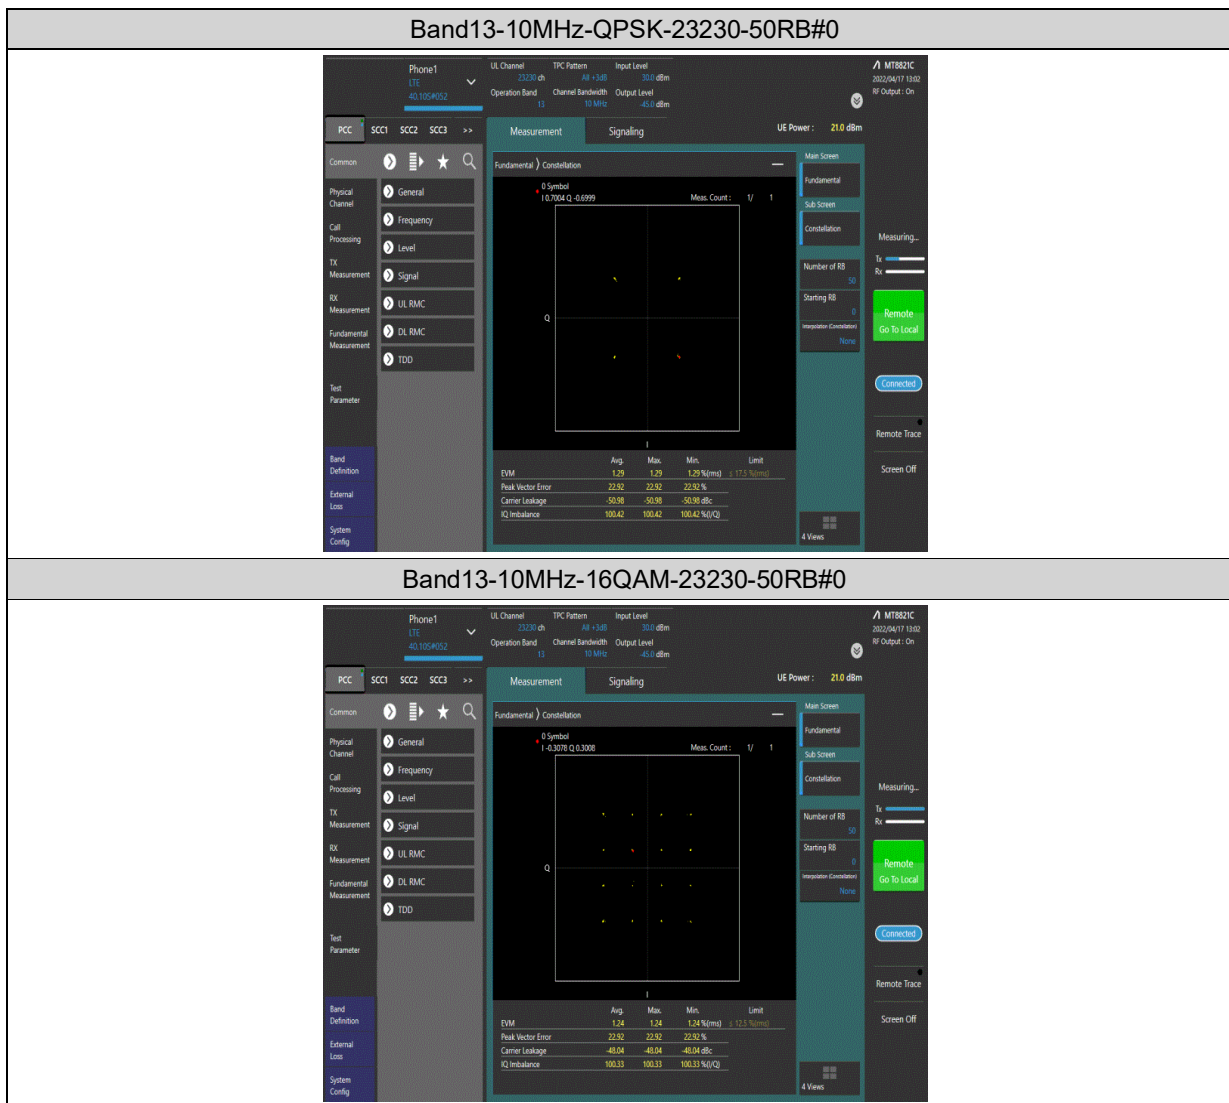 Band13-10MHz-QPSK-23230-50RB#0
Phone1
LTE
40.105#052
UL Channel TPC Pattern Input Level
23230 ch All +3dB 30.0 dBm
Operation Band Channel Bandwidth Output Level
13 10 MHz -45.0 dBm
MT8821C
2022/04/17 13:02
RF Output : On
PCC SCC1 SCC2 SCC3 >>
Measurement Signaling
UE Power : 21.0 dBm
Common
Physical
Channel
Call
Processing
TX
Measurement
RX
Measurement
Fundamental
Measurement
Test
Parameter
Band
Definition
External
Loss
System
Config
General
Frequency
Level
Signal
UL RMC
DL RMC
TDD
Fundamental Constellation
0 Symbol
I 0.7004 Q -0.6999 Meas. Count : 1/ 1
Q
I
Avg. Max. Min. Limit
EVM 1.29 1.29 1.29 %(rms) ≤ 17.5 %(rms)
Peak Vector Error 22.92 22.92 22.92 %
Carrier Leakage -50.98 -50.98 -50.98 dBc
IQ Imbalance 100.42 100.42 100.42 %(I/Q)
Main Screen
Fundamental
Sub Screen
Constellation
Number of RB
50
Starting RB
0
Interpolation (Constellation)
None
4 Views
Measuring...
Tx
Rx
Remote
Go To Local
Connected
Remote Trace
Screen Off
Band13-10MHz-16QAM-23230-50RB#0
Phone1
LTE
40.105#052
UL Channel TPC Pattern Input Level
23230 ch All +3dB 30.0 dBm
Operation Band Channel Bandwidth Output Level
13 10 MHz -45.0 dBm
MT8821C
2022/04/17 13:02
RF Output : On
PCC SCC1 SCC2 SCC3 >>
Measurement Signaling
UE Power : 21.0 dBm
Common
Physical
Channel
Call
Processing
TX
Measurement
RX
Measurement
Fundamental
Measurement
Test
Parameter
Band
Definition
External
Loss
System
Config
General
Frequency
Level
Signal
UL RMC
DL RMC
TDD
Fundamental Constellation
0 Symbol
I -0.3078 Q 0.3008 Meas. Count : 1/ 1
Q
I
Avg. Max. Min. Limit
EVM 1.24 1.24 1.24 %(rms) ≤ 12.5 %(rms)
Peak Vector Error 22.92 22.92 22.92 %
Carrier Leakage -48.04 -48.04 -48.04 dBc
IQ Imbalance 100.33 100.33 100.33 %(I/Q)
Main Screen
Fundamental
Sub Screen
Constellation
Number of RB
50
Starting RB
0
Interpolation (Constellation)
None
4 Views
Measuring...
Tx
Rx
Remote
Go To Local
Connected
Remote Trace
Screen Off